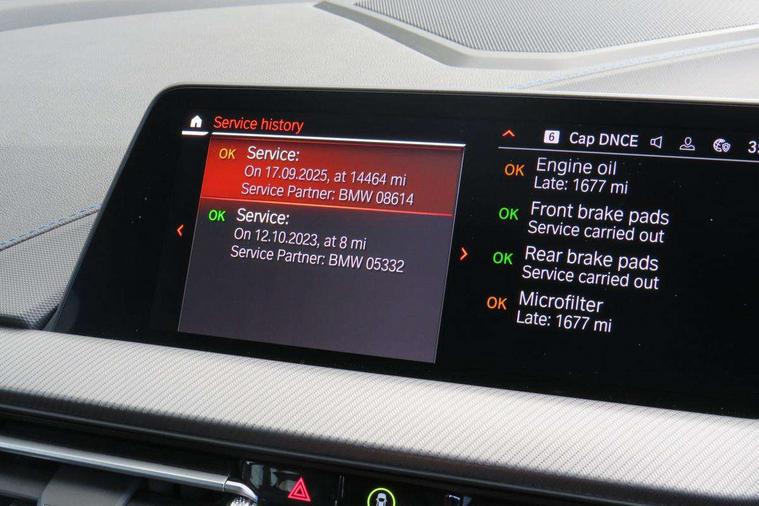 Service history
6 Cap DNCE
OK Service:
On 17.09.2025, at 14464 mi
Service Partner: BMW 08614
OK Service:
On 12.10.2023, at 8 mi
Service Partner: BMW 05332
OK Engine oil
Late: 1677 mi
OK Front brake pads
Service carried out
OK Rear brake pads
Service carried out
OK Microfilter
Late: 1677 mi